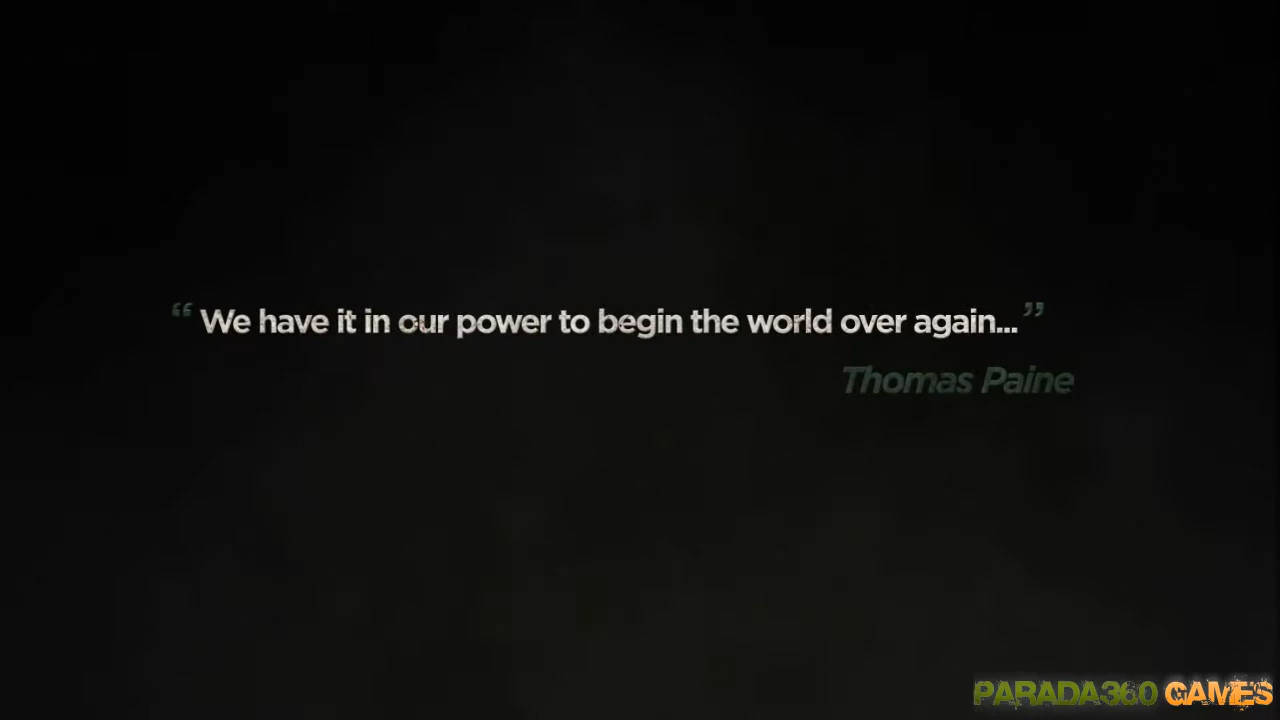 “ We have it in our power to begin the world over again... ”
Thomas Paine
PARADA360 GAMES